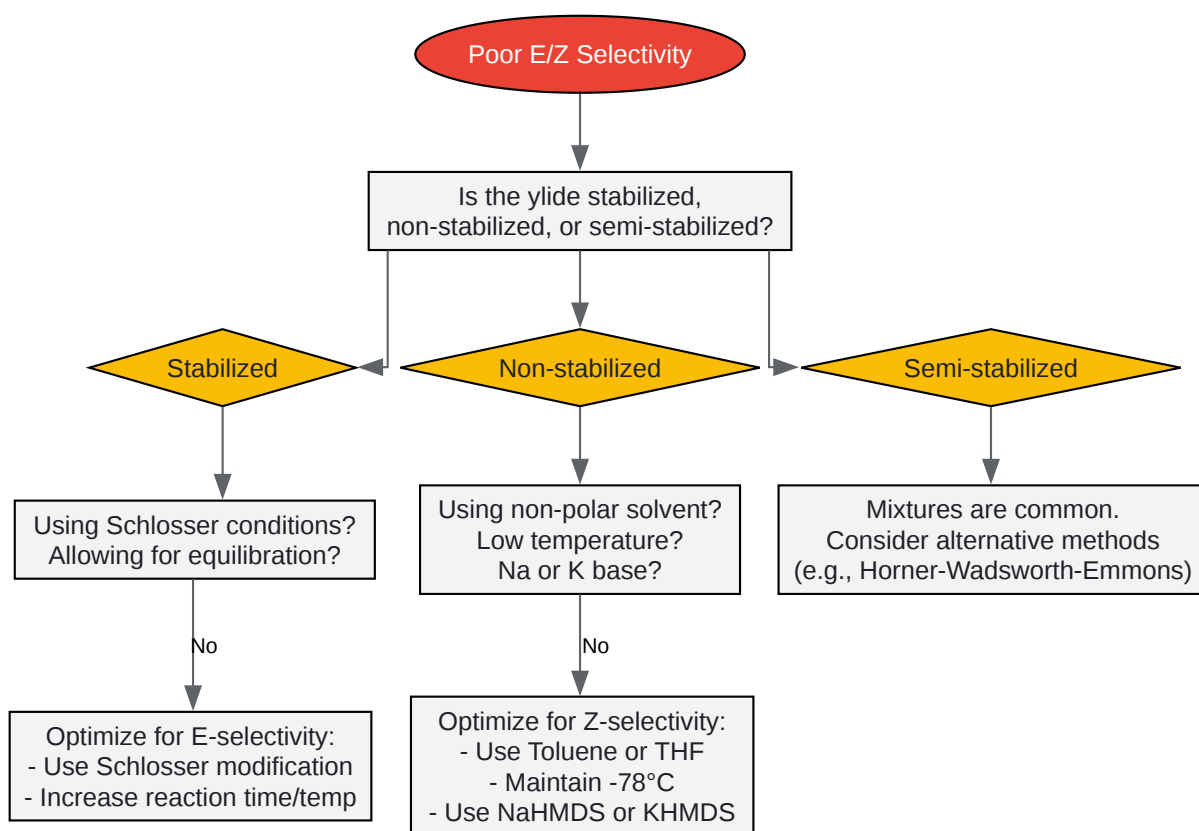 Poor E/Z Selectivity
Is the ylide stabilized,
non-stabilized, or semi-stabilized?
Stabilized
Non-stabilized
Semi-stabilized
Using Schlosser conditions?
Allowing for equilibration?
Using non-polar solvent?
Low temperature?
Na or K base?
Mixtures are common.
Consider alternative methods
(e.g., Horner-Wadsworth-Emmons)
No
No
Optimize for E-selectivity:
- Use Schlosser modification
- Increase reaction time/temp
Optimize for Z-selectivity:
- Use Toluene or THF
- Maintain -78°C
- Use NaHMDS or KHMDS